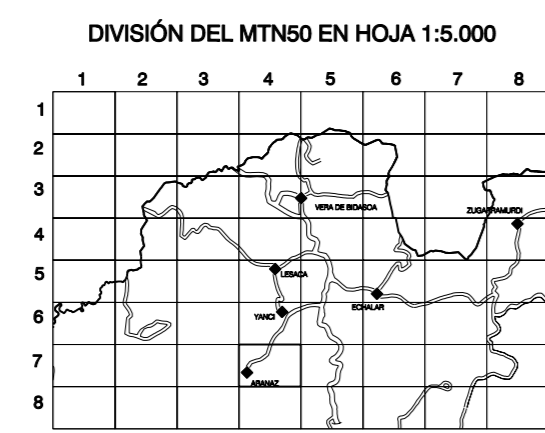 DIVISIÓN DEL MTN50 EN HOJA 1:5.000
1 2 3 4 5 6 7 8
1
2
3
VERA DE BIDASOA
ZUGARRAMURDI
4
5
LESACA
ECHALAR
6
YANCI
7
ARANAZ
8